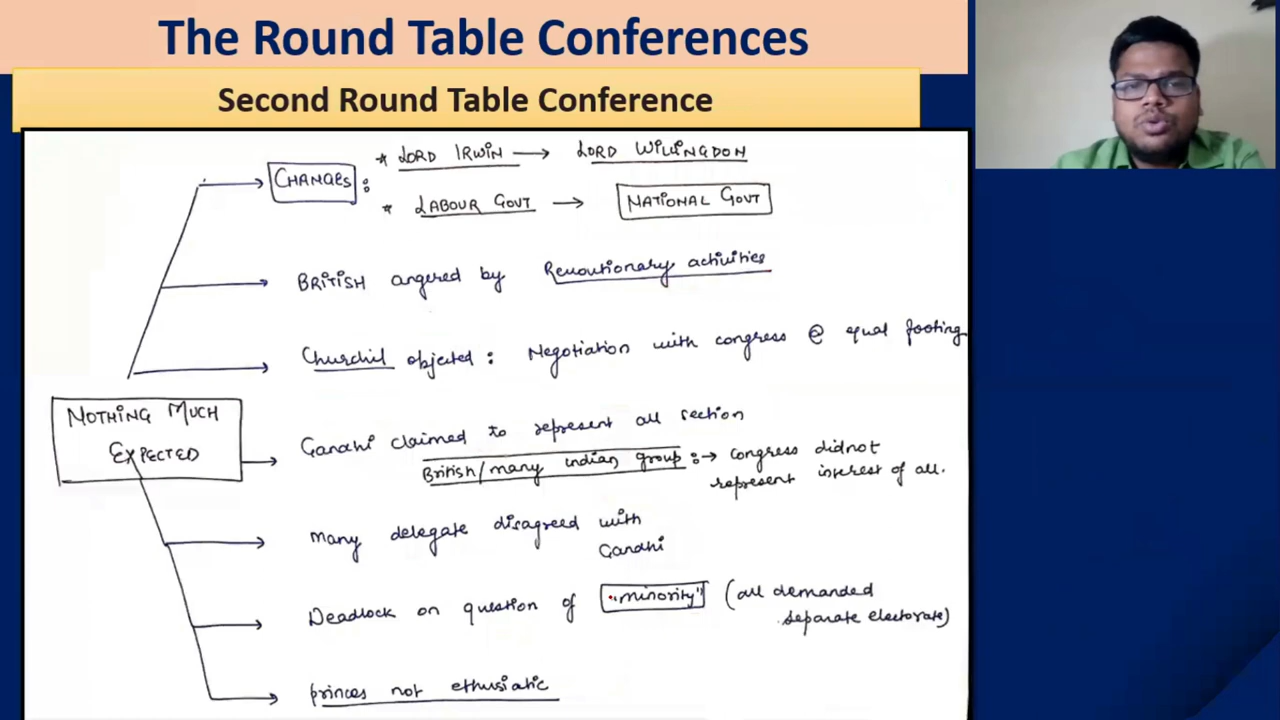 The Round Table Conferences
Second Round Table Conference
CHANGES : * LORD IRWIN → LORD WILLINGDON
* LABOUR GOVT → NATIONAL GOVT
BRITISH angered by Revoutionary activities
Churchil objected : Negotiation with congress @ equal footing
NOTHING MUCH
EXPECTED
Gandhi claimed to represent all section
British/many indian group :→ congress didnot
represent interest of all.
Many delegate disagreed with
Gandhi
Deadlock on question of "minority" (all demanded
separate electorate)
princes not ethusiatic